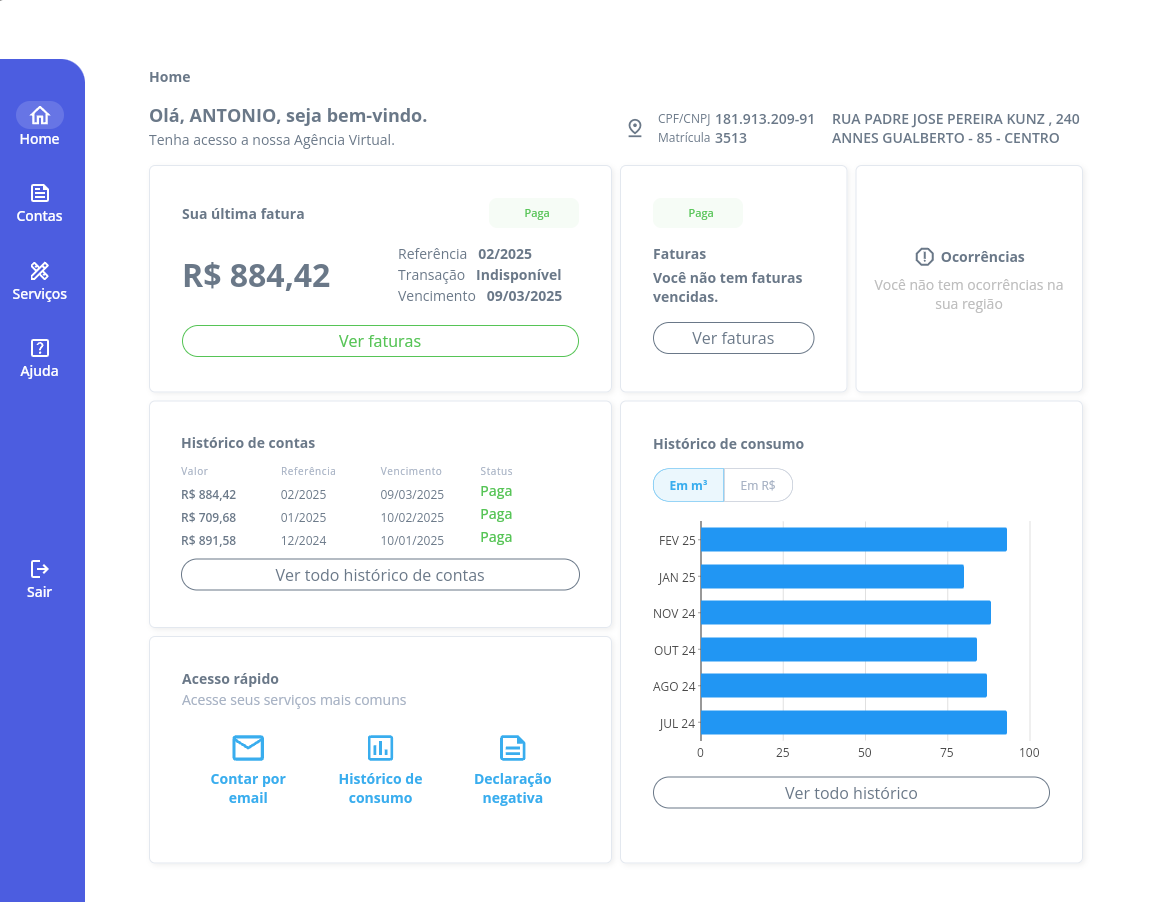 Home
Contas
Serviços
Ajuda
Sair
Home
Olá, ANTONIO, seja bem-vindo.
Tenha acesso a nossa Agência Virtual.
CPF/CNPJ 181.913.209-91
Matrícula 3513
RUA PADRE JOSE PEREIRA KUNZ , 240
ANNES GUALBERTO - 85 - CENTRO
Sua última fatura
Paga
R$ 884,42
Referência 02/2025
Transação Indisponível
Vencimento 09/03/2025
Ver faturas
Paga
Faturas
Você não tem faturas
vencidas.
Ver faturas
Ocorrências
Você não tem ocorrências na
sua região
Histórico de contas
Valor Referência Vencimento Status
R$ 884,42 02/2025 09/03/2025 Paga
R$ 709,68 01/2025 10/02/2025 Paga
R$ 891,58 12/2024 10/01/2025 Paga
Ver todo histórico de contas
Histórico de consumo
Em m³ Em R$
FEV 25
JAN 25
NOV 24
OUT 24
AGO 24
JUL 24
0 25 50 75 100
Ver todo histórico
Acesso rápido
Acesse seus serviços mais comuns
Contar por
email
Histórico de
consumo
Declaração
negativa